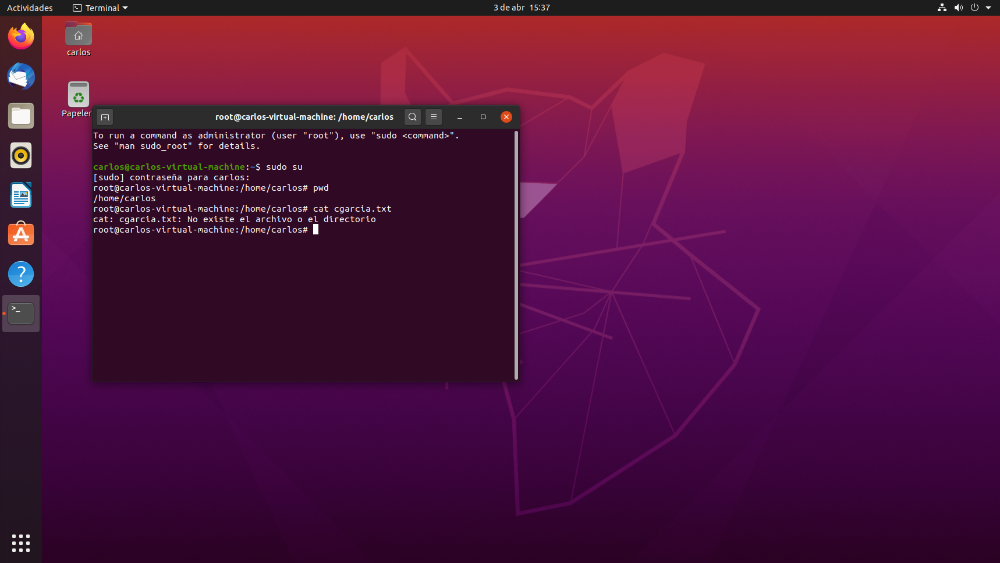 Actividades
Terminal
3 de abr 15:37
carlos
Papeler
root@carlos-virtual-machine: /home/carlos
To run a command as administrator (user "root"), use "sudo <command>".
See "man sudo_root" for details.
carlos@carlos-virtual-machine:~$ sudo su
[sudo] contraseña para carlos:
root@carlos-virtual-machine:/home/carlos# pwd
/home/carlos
root@carlos-virtual-machine:/home/carlos# cat cgarcia.txt
cat: cgarcia.txt: No existe el archivo o el directorio
root@carlos-virtual-machine:/home/carlos#